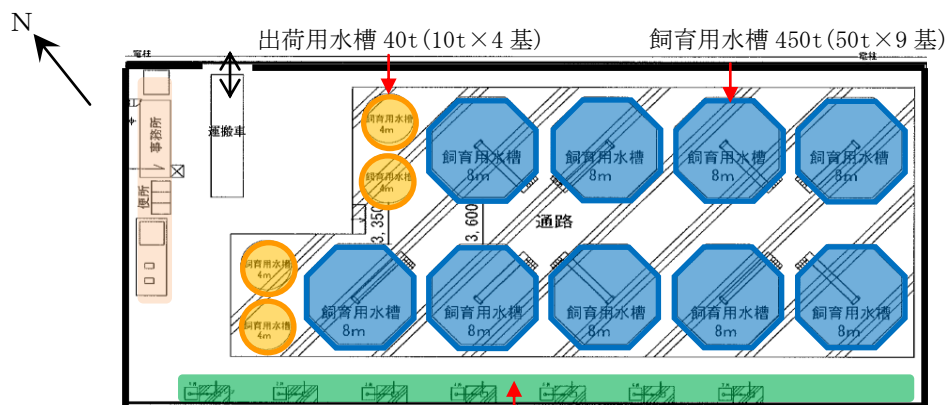 N
出荷用水槽 40t(10t×4 基)
飼育用水槽 450t(50t×9 基)
電柱
電柱
運搬車
事務所
便所
飼育用水槽
4m
飼育用水槽
4m
飼育用水槽
8m
飼育用水槽
8m
飼育用水槽
8m
飼育用水槽
8m
3,350
3,600
通路
飼育用水槽
4m
飼育用水槽
4m
飼育用水槽
8m
飼育用水槽
8m
飼育用水槽
8m
飼育用水槽
8m
飼育用水槽
8m